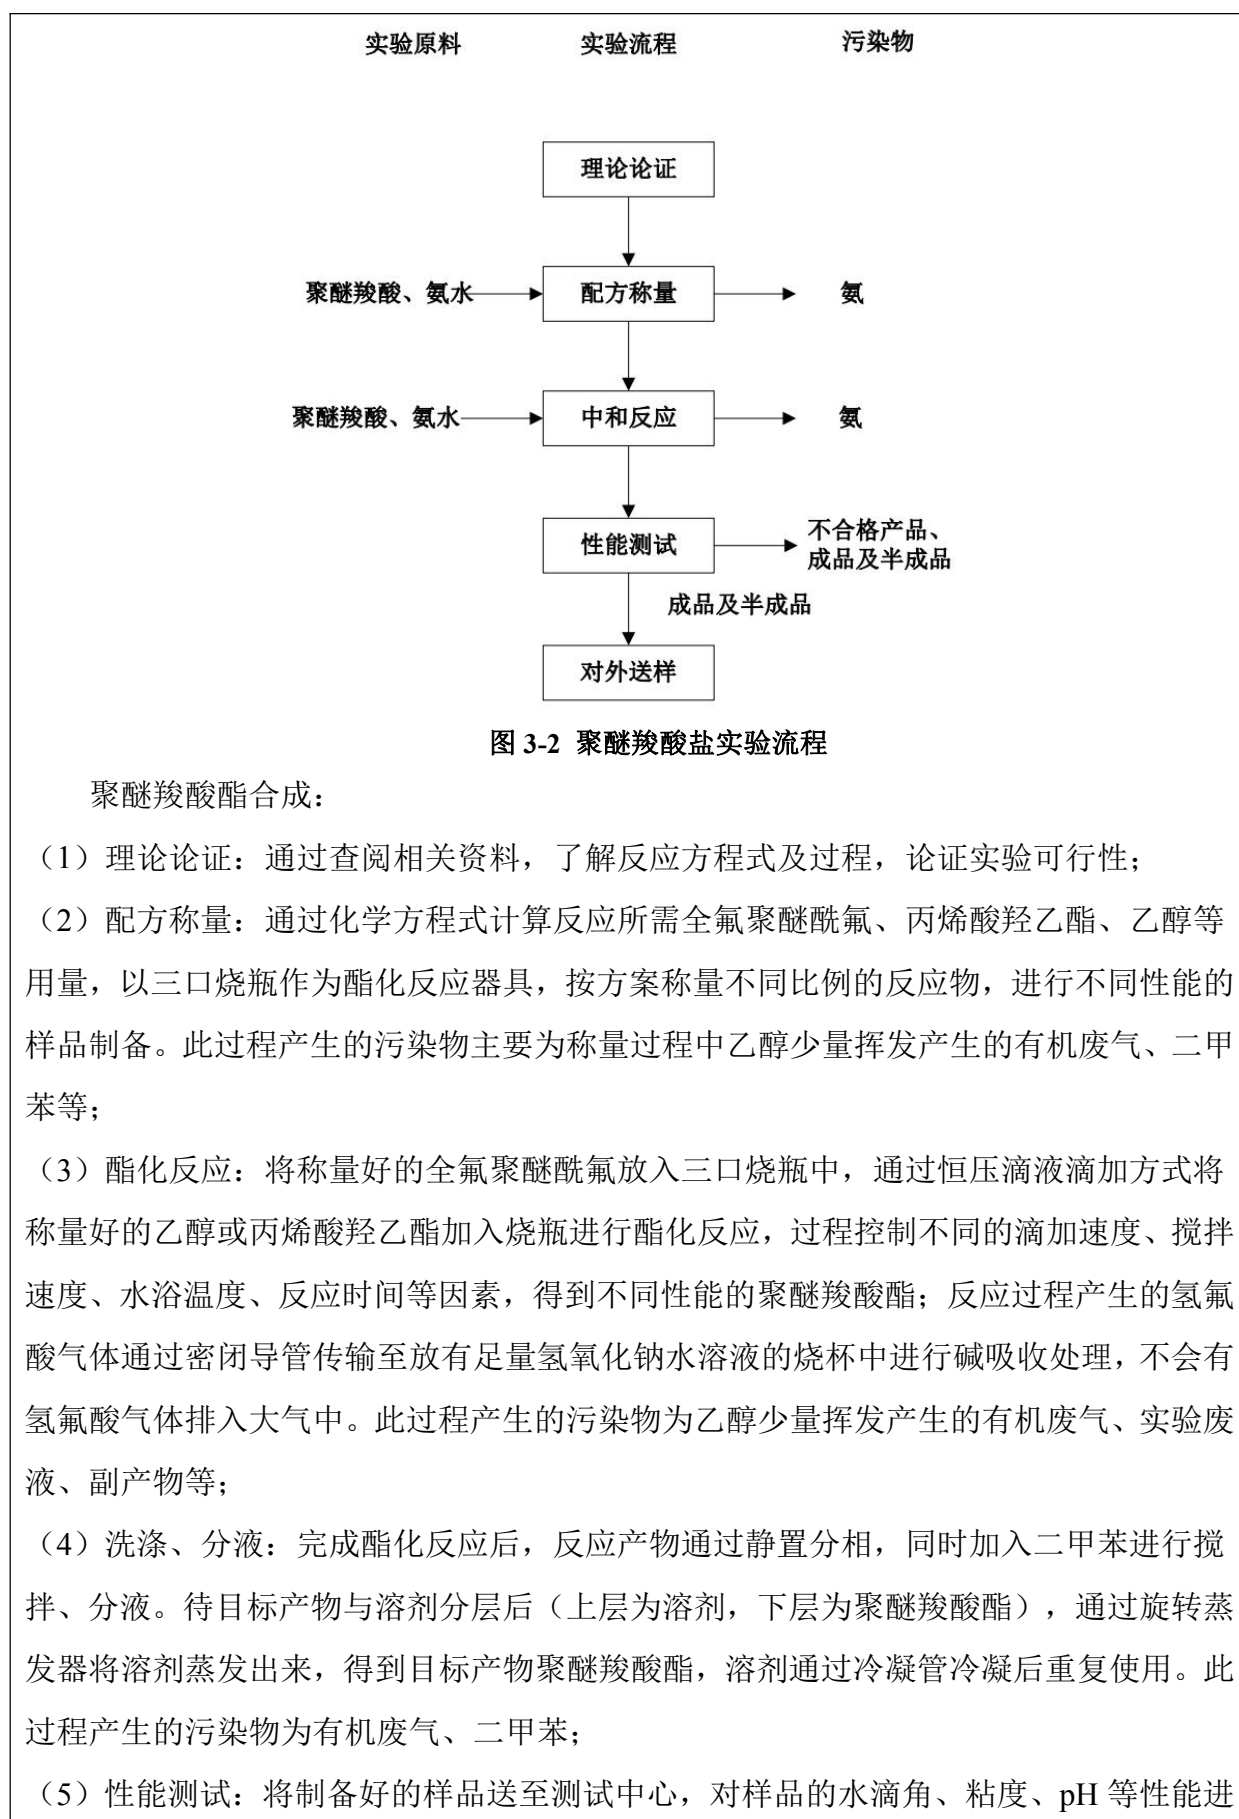 实验原料 实验流程 污染物
理论论证
聚醚羧酸、氨水 配方称量 氨
聚醚羧酸、氨水 中和反应 氨
性能测试 不合格产品、
成品及半成品
成品及半成品
对外送样
图 3-2 聚醚羧酸盐实验流程
聚醚羧酸酯合成：
（1）理论论证：通过查阅相关资料，了解反应方程式及过程，论证实验可行性；
（2）配方称量：通过化学方程式计算反应所需全氟聚醚酰氟、丙烯酸羟乙酯、乙醇等
用量，以三口烧瓶作为酯化反应器具，按方案称量不同比例的反应物，进行不同性能的
样品制备。此过程产生的污染物主要为称量过程中乙醇少量挥发产生的有机废气、二甲
苯等；
（3）酯化反应：将称量好的全氟聚醚酰氟放入三口烧瓶中，通过恒压滴液滴加方式将
称量好的乙醇或丙烯酸羟乙酯加入烧瓶进行酯化反应，过程控制不同的滴加速度、搅拌
速度、水浴温度、反应时间等因素，得到不同性能的聚醚羧酸酯；反应过程产生的氢氟
酸气体通过密闭导管传输至放有足量氢氧化钠水溶液的烧杯中进行碱吸收处理，不会有
氢氟酸气体排入大气中。此过程产生的污染物为乙醇少量挥发产生的有机废气、实验废
液、副产物等；
（4）洗涤、分液：完成酯化反应后，反应产物通过静置分相，同时加入二甲苯进行搅
拌、分液。待目标产物与溶剂分层后（上层为溶剂，下层为聚醚羧酸酯），通过旋转蒸
发器将溶剂蒸发出来，得到目标产物聚醚羧酸酯，溶剂通过冷凝管冷凝后重复使用。此
过程产生的污染物为有机废气、二甲苯；
（5）性能测试：将制备好的样品送至测试中心，对样品的水滴角、粘度、pH 等性能进